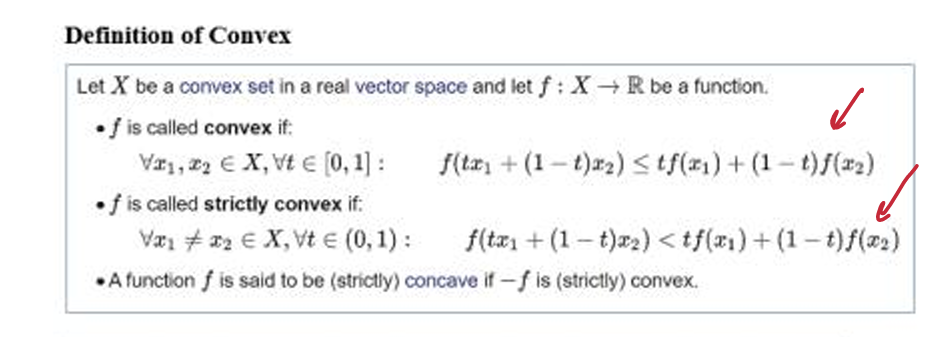 Definition of Convex
Let X be a convex set in a real vector space and let f : X → ℝ be a function.
• f is called convex if:
∀x₁, x₂ ∈ X, ∀t ∈ [0, 1] : f(tx₁ + (1 − t)x₂) ≤ tf(x₁) + (1 − t)f(x₂)
• f is called strictly convex if:
∀x₁ ≠ x₂ ∈ X, ∀t ∈ (0, 1) : f(tx₁ + (1 − t)x₂) < tf(x₁) + (1 − t)f(x₂)
• A function f is said to be (strictly) concave if −f is (strictly) convex.